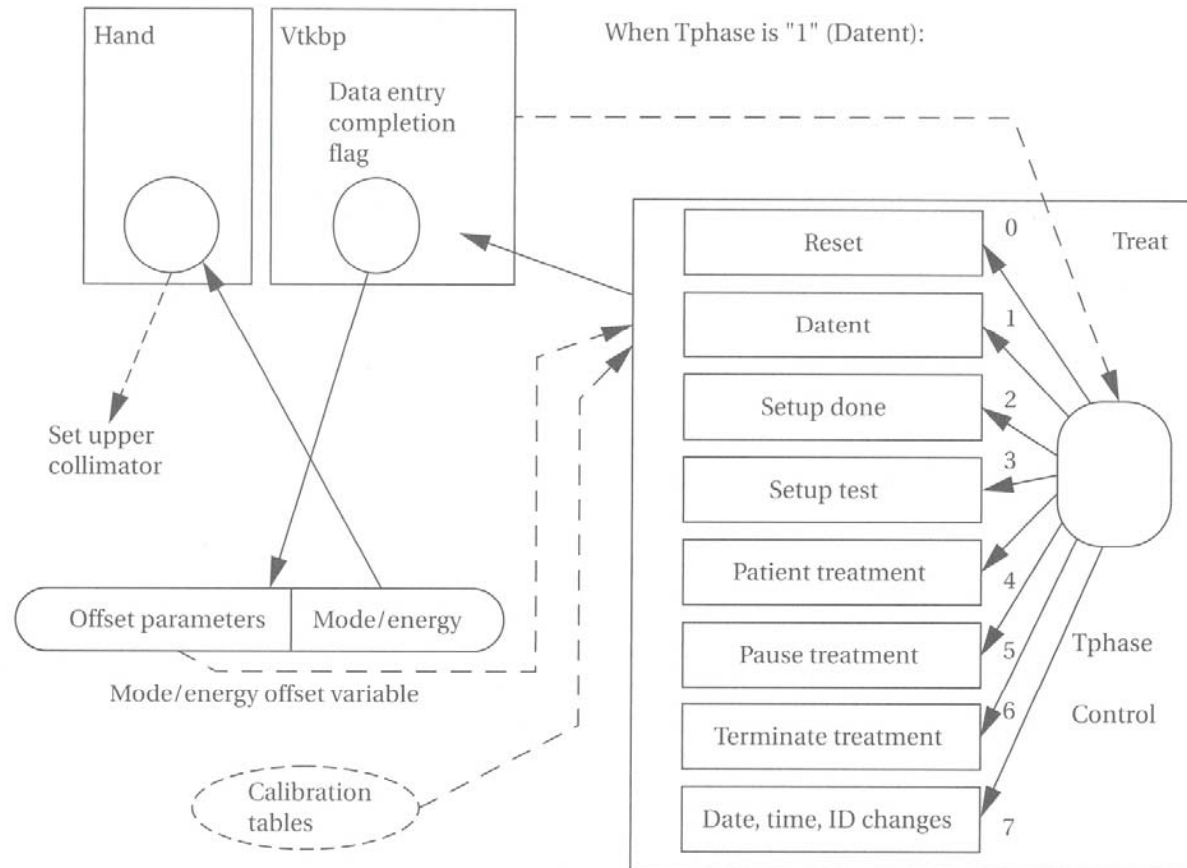 Hand
Vtkbp
When Tphase is "1" (Datent):
Data entry
completion
flag
Reset
0
Treat
Datent
1
Setup done
2
Set upper
collimator
Setup test
3
Patient treatment
4
Offset parameters
Mode/energy
Pause treatment
5
Tphase
Mode/energy offset variable
Control
Terminate treatment
6
Calibration
tables
Date, time, ID changes
7